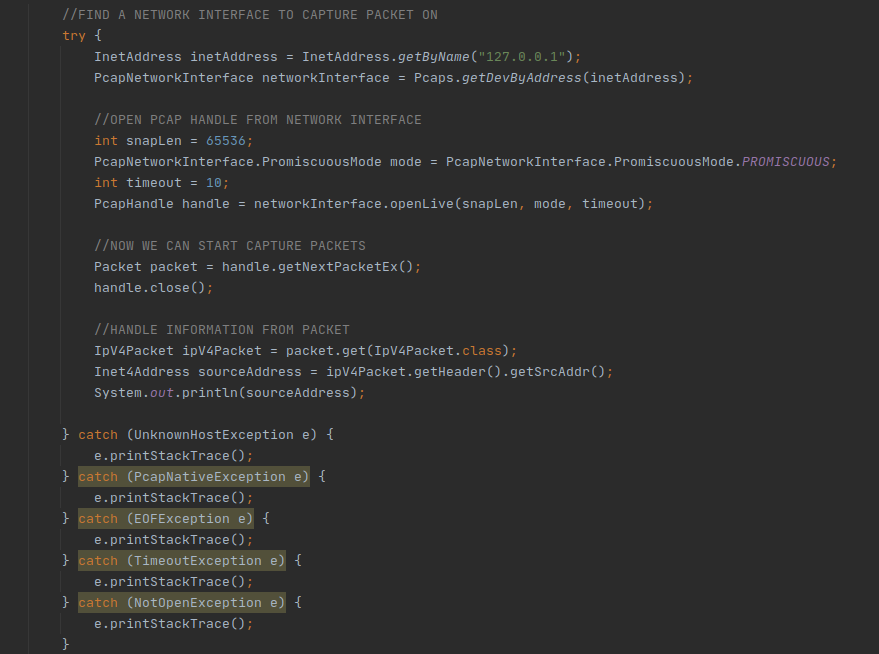 //FIND A NETWORK INTERFACE TO CAPTURE PACKET ON
try {
InetAddress inetAddress = InetAddress.getByName("127.0.0.1");
PcapNetworkInterface networkInterface = Pcaps.getDevByAddress(inetAddress);
//OPEN PCAP HANDLE FROM NETWORK INTERFACE
int snapLen = 65536;
PcapNetworkInterface.PromiscuousMode mode = PcapNetworkInterface.PromiscuousMode.PROMISCUOUS;
int timeout = 10;
PcapHandle handle = networkInterface.openLive(snapLen, mode, timeout);
//NOW WE CAN START CAPTURE PACKETS
Packet packet = handle.getNextPacketEx();
handle.close();
//HANDLE INFORMATION FROM PACKET
IpV4Packet ipV4Packet = packet.get(IpV4Packet.class);
Inet4Address sourceAddress = ipV4Packet.getHeader().getSrcAddr();
System.out.println(sourceAddress);
} catch (UnknownHostException e) {
e.printStackTrace();
} catch (PcapNativeException e) {
e.printStackTrace();
} catch (EOFException e) {
e.printStackTrace();
} catch (TimeoutException e) {
e.printStackTrace();
} catch (NotOpenException e) {
e.printStackTrace();
}